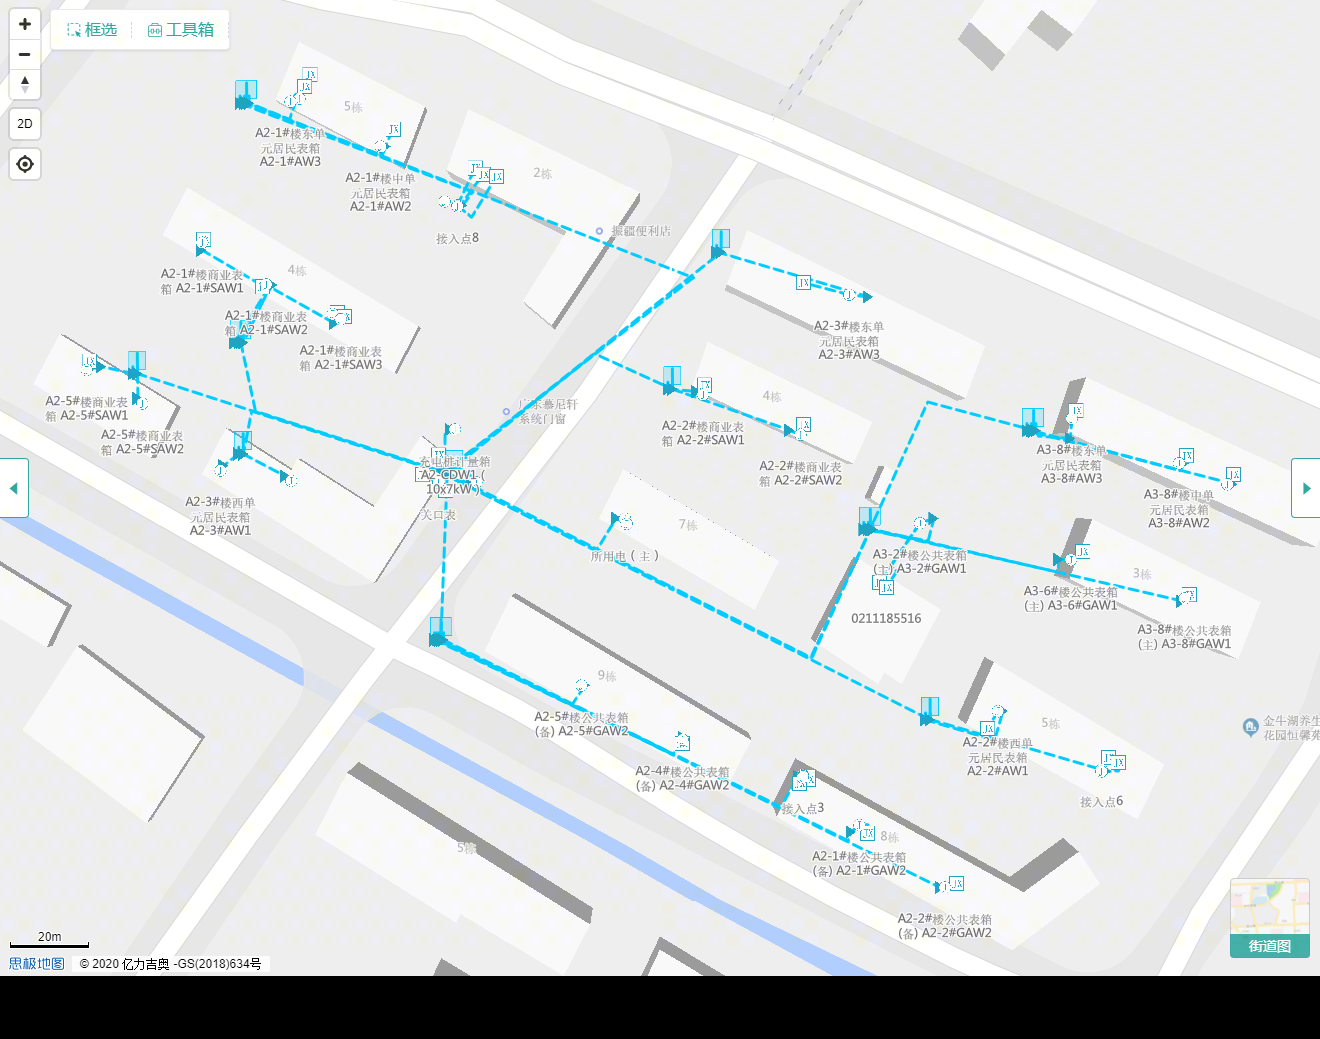 框选
工具箱
2D
5栋
A2-1#楼东单
元居民表箱
A2-1#AW3
A2-1#楼中单
元居民表箱
A2-1#AW2
2栋
接入点8
振疆便利店
4栋
A2-1#楼商业表
箱 A2-1#SAW1
A2-1#楼商业表
箱 A2-1#SAW2
A2-1#楼商业表
箱 A2-1#SAW3
A2-3#楼东单
元居民表箱
A2-3#AW3
A2-5#楼商业表
箱 A2-5#SAW1
A2-5#楼商业表
箱 A2-5#SAW2
广东慕尼轩
系统门窗
4栋
A2-2#楼商业表
箱 A2-2#SAW1
A2-2#楼商业表
箱 A2-2#SAW2
A3-8#楼东单
元居民表箱
A3-8#AW3
A3-8#楼中单
元居民表箱
A3-8#AW2
充电桩计量箱
A2-CDW1 (
10x7kW )
关口表
A2-3#楼西单
元居民表箱
A2-3#AW1
7栋
所用电 ( 主 )
A3-2#楼公共表箱
(主) A3-2#GAW1
3栋
A3-6#楼公共表箱
(主) A3-6#GAW1
0211185516
A3-8#楼公共表箱
(主) A3-8#GAW1
9栋
A2-5#楼公共表箱
(备) A2-5#GAW2
A2-4#楼公共表箱
(备) A2-4#GAW2
5栋
A2-2#楼西单
元居民表箱
A2-2#AW1
接入点6
金牛湖养生
花园恒馨苑
接入点3
8栋
A2-1#楼公共表箱
(备) A2-1#GAW2
5栋
A2-2#楼公共表箱
(备) A2-2#GAW2
20m
思极地图
© 2020 亿力吉奥 -GS(2018)634号
街道图